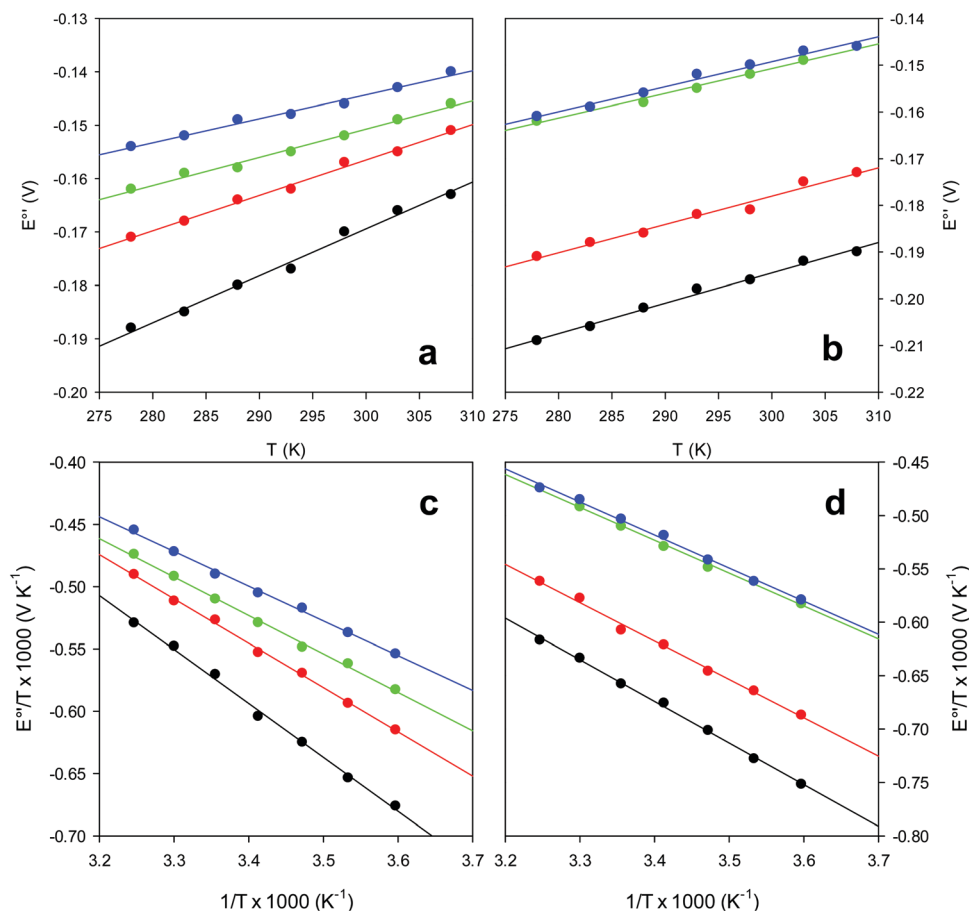 -0.13
-0.14
-0.15
-0.16
-0.17
-0.18
-0.19
-0.20
E°' (V)
a
275 280 285 290 295 300 305 310
T (K)
-0.14
-0.15
-0.16
-0.17
-0.18
-0.19
-0.20
-0.21
-0.22
E°' (V)
b
275 280 285 290 295 300 305 310
T (K)
-0.40
-0.45
-0.50
-0.55
-0.60
-0.65
-0.70
E°'/T x 1000 (V K⁻¹)
c
3.2 3.3 3.4 3.5 3.6 3.7
1/T x 1000 (K⁻¹)
-0.45
-0.50
-0.55
-0.60
-0.65
-0.70
-0.75
-0.80
E°'/T x 1000 (V K⁻¹)
d
3.2 3.3 3.4 3.5 3.6 3.7
1/T x 1000 (K⁻¹)